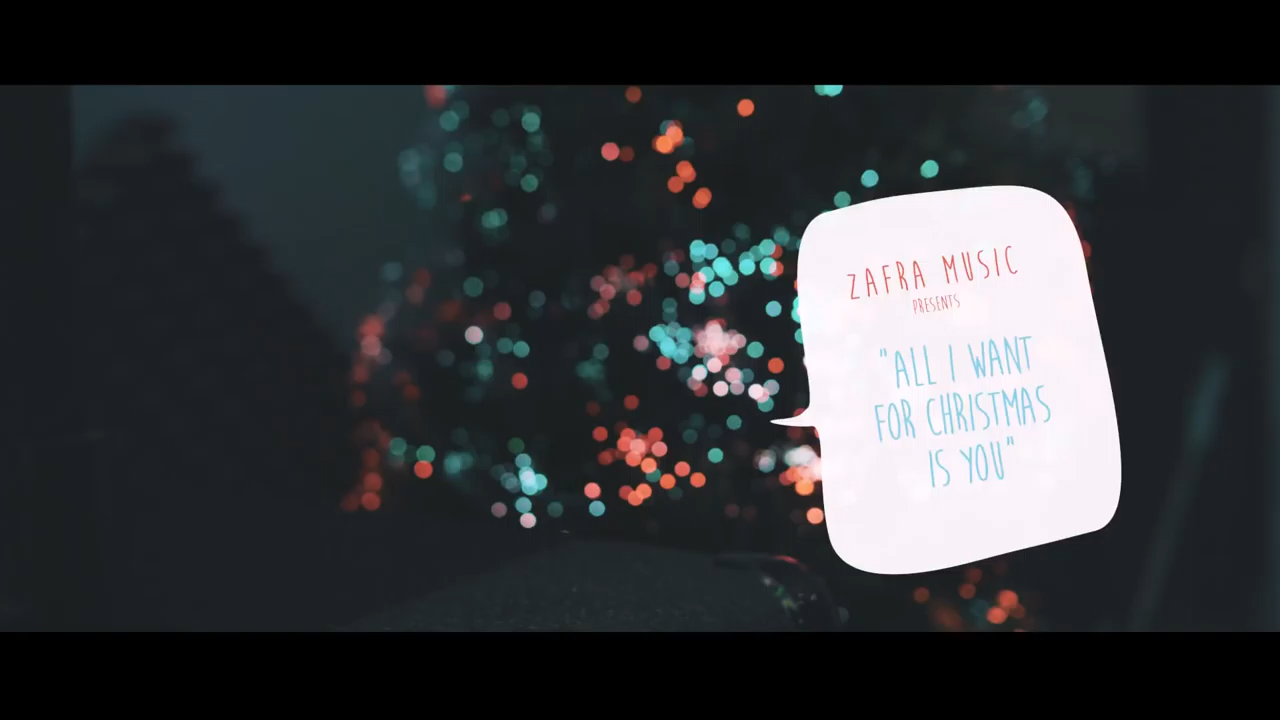 ZAFRA MUSIC
PRESENTS
"ALL I WANT
FOR CHRISTMAS
IS YOU"